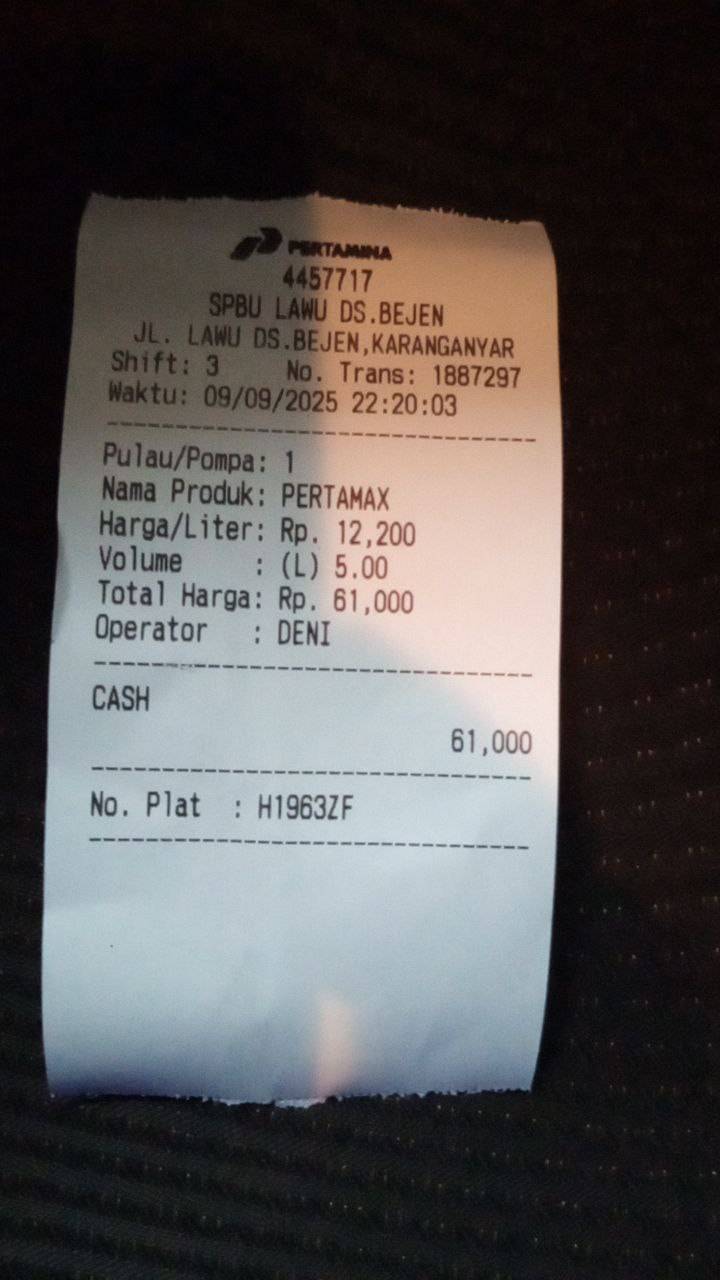 PERTAMINA
4457717
SPBU LAWU DS.BEJEN
JL. LAWU DS.BEJEN,KARANGANYAR
Shift: 3 No. Trans: 1887297
Waktu: 09/09/2025 22:20:03
Pulau/Pompa: 1
Nama Produk: PERTAMAX
Harga/Liter: Rp. 12,200
Volume : (L) 5.00
Total Harga: Rp. 61,000
Operator : DENI
CASH
61,000
No. Plat : H1963ZF